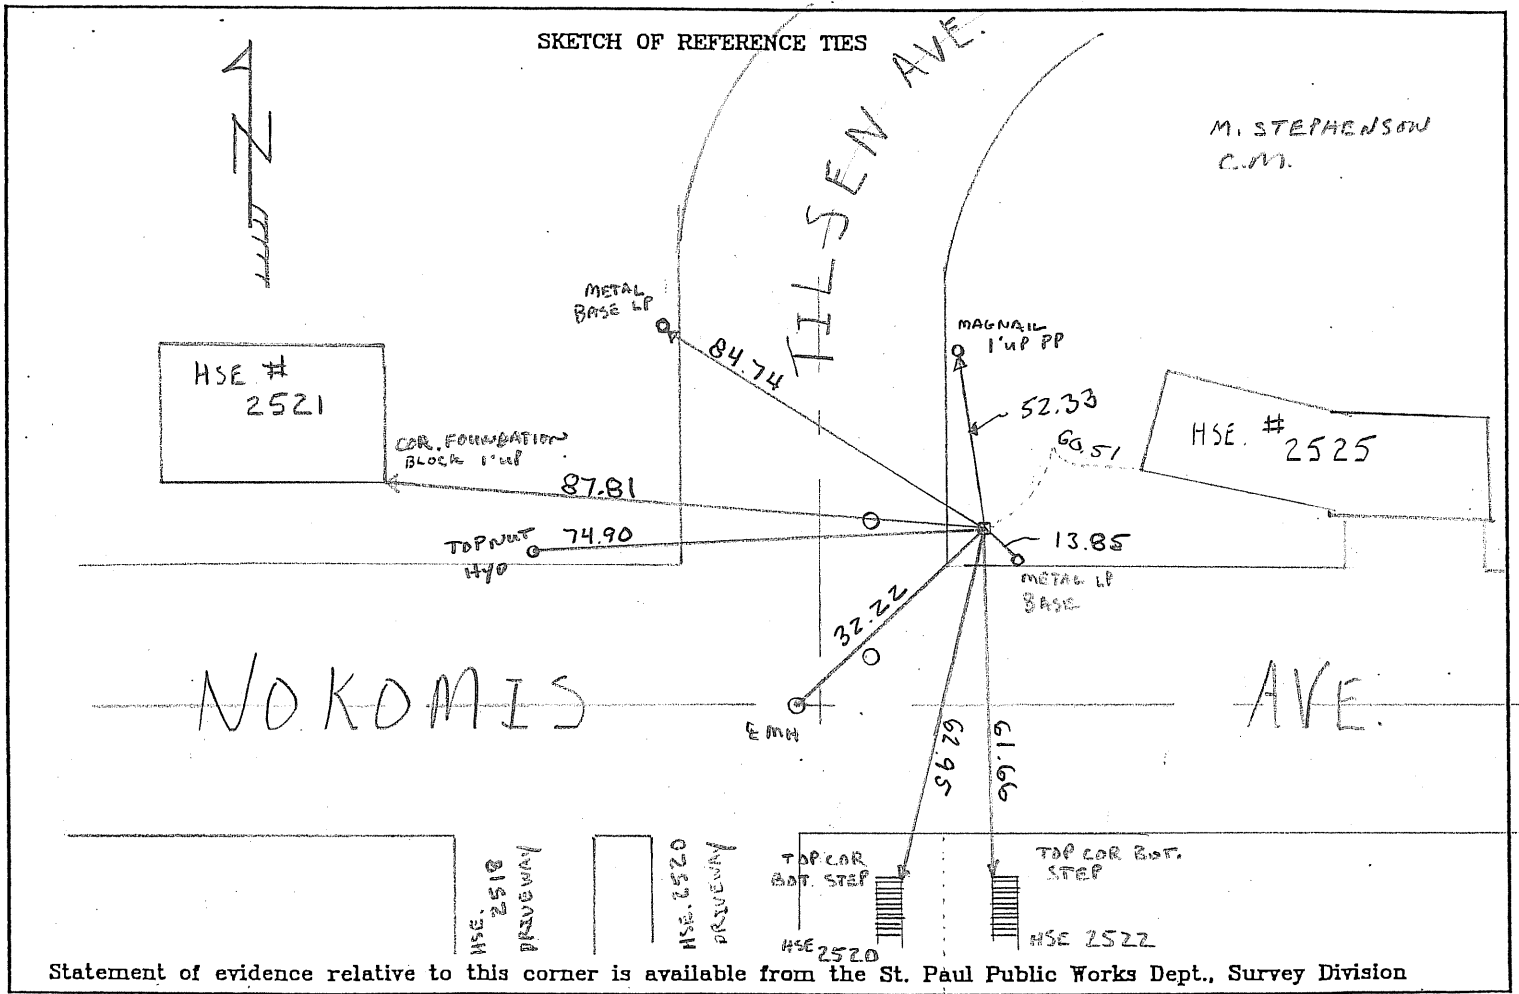 SKETCH OF REFERENCE TIES
TILSEN AVE.
N
M. STEPHENSON
C.M.
METAL
BASE LP
84.74
MAGNAIL
1'UP PP
52.33
60.51
HSE #
2521
HSE. #
2525
COR. FOUNDATION
BLOCK 1'UP
87.81
TOP NUT
HYD
74.90
13.85
METAL LP
BASE
32.22
NOKOMIS AVE.
MH
62.95
61.66
HSE. 2518
DRIVEWAY
HSE. 2520
DRIVEWAY
TOP COR
BOT. STEP
TOP COR BOT.
STEP
HSE 2520
HSE 2522
Statement of evidence relative to this corner is available from the St. Paul Public Works Dept., Survey Division